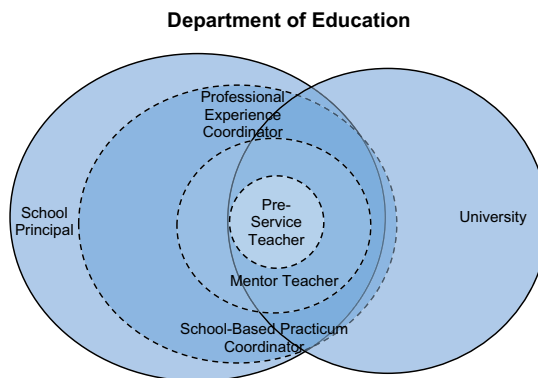 Department of Education
Professional
Experience
Coordinator
School
Principal
Pre-
Service
Teacher
University
Mentor Teacher
School-Based Practicum
Coordinator